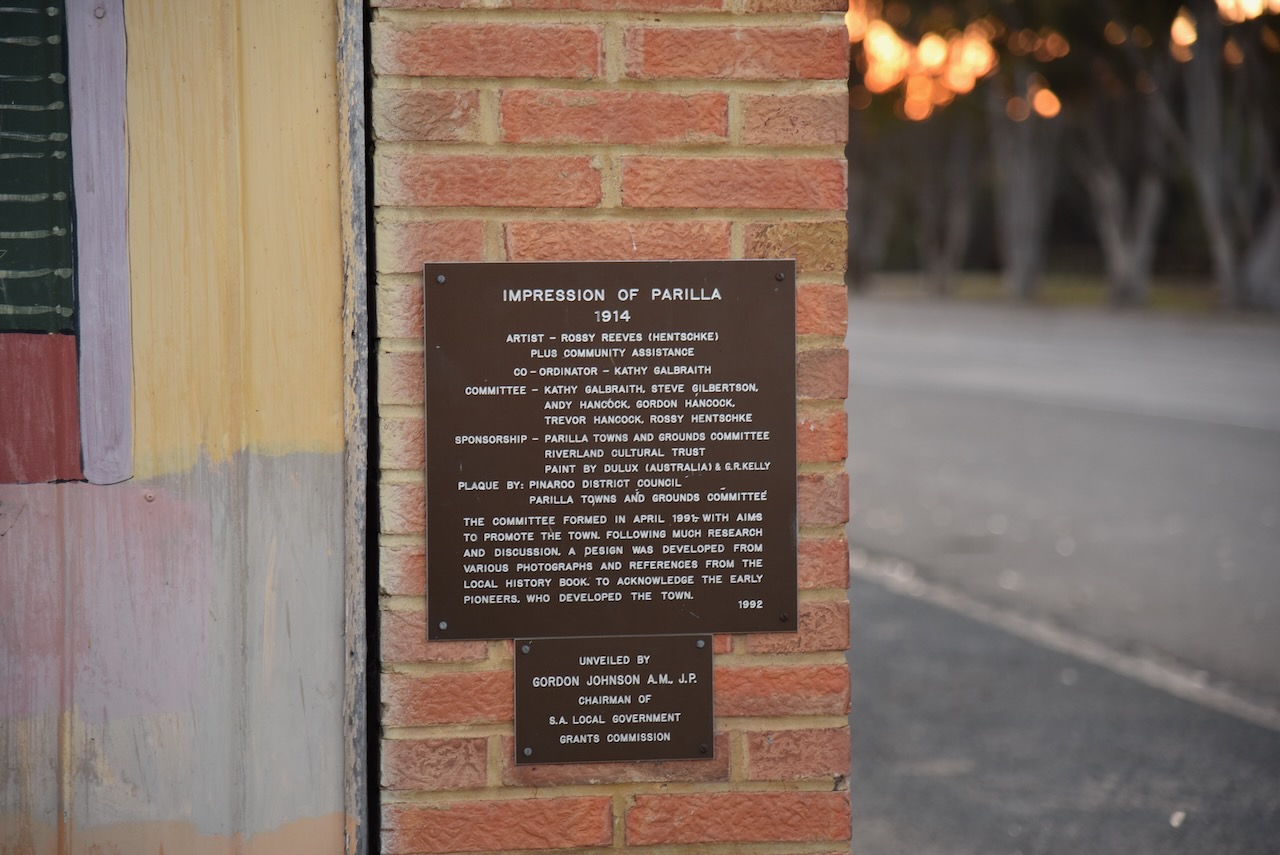 IMPRESSION OF PARILLA
1914
ARTIST - ROSSY REEVES (HENTSCHKE)
PLUS COMMUNITY ASSISTANCE
CO-ORDINATOR - KATHY GALBRAITH
COMMITTEE - KATHY GALBRAITH, STEVE GILBERTSON,
ANDY HANCOCK, GORDON HANCOCK,
TREVOR HANCOCK, ROSSY HENTSCHKE
SPONSORSHIP - PARILLA TOWNS AND GROUNDS COMMITTEE
RIVERLAND CULTURAL TRUST
PAINT BY DULUX (AUSTRALIA) & G.R.KELLY
PLAQUE BY: PINAROO DISTRICT COUNCIL
PARILLA TOWNS AND GROUNDS COMMITTEE
THE COMMITTEE FORMED IN APRIL 1991, WITH AIMS
TO PROMOTE THE TOWN. FOLLOWING MUCH RESEARCH
AND DISCUSSION, A DESIGN WAS DEVELOPED FROM
VARIOUS PHOTOGRAPHS AND REFERENCES FROM THE
LOCAL HISTORY BOOK, TO ACKNOWLEDGE THE EARLY
PIONEERS, WHO DEVELOPED THE TOWN.
1992
UNVEILED BY
GORDON JOHNSON A.M., J.P.
CHAIRMAN OF
S.A. LOCAL GOVERNMENT
GRANTS COMMISSION